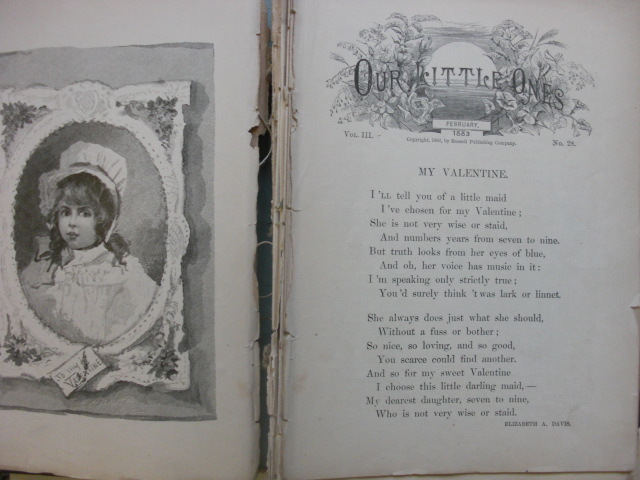 OUR LITTLE ONES
FEBRUARY,
1883
VOL. III.
Copyright, 1883, by Russell Publishing Company.
No. 28.
MY VALENTINE.
I'LL tell you of a little maid
I've chosen for my Valentine;
She is not very wise or staid,
And numbers years from seven to nine.
But truth looks from her eyes of blue,
And oh, her voice has music in it:
I'm speaking only strictly true;
You'd surely think 't was lark or linnet.
She always does just what she should,
Without a fuss or bother;
So nice, so loving, and so good,
You scarce could find another.
And so for my sweet Valentine
I choose this little darling maid,—
My dearest daughter, seven to nine,
Who is not very wise or staid.
ELIZABETH A. DAVIS.